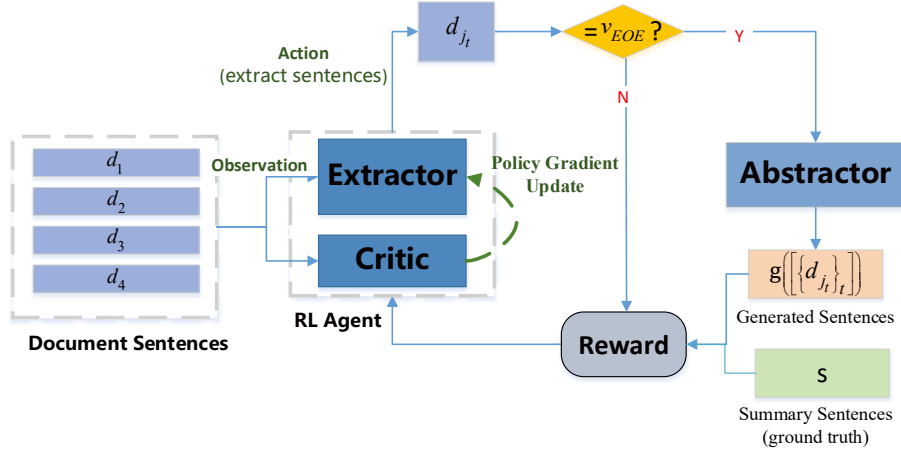 d_{j_t}
= v_{EOE} ?
Y
N
Action
(extract sentences)
Observation
d_1
d_2
d_3
d_4
Document Sentences
Extractor
Critic
Policy Gradient
Update
RL Agent
Reward
Abstractor
g([{d_{j_t}}_t])
Generated Sentences
s
Summary Sentences
(ground truth)